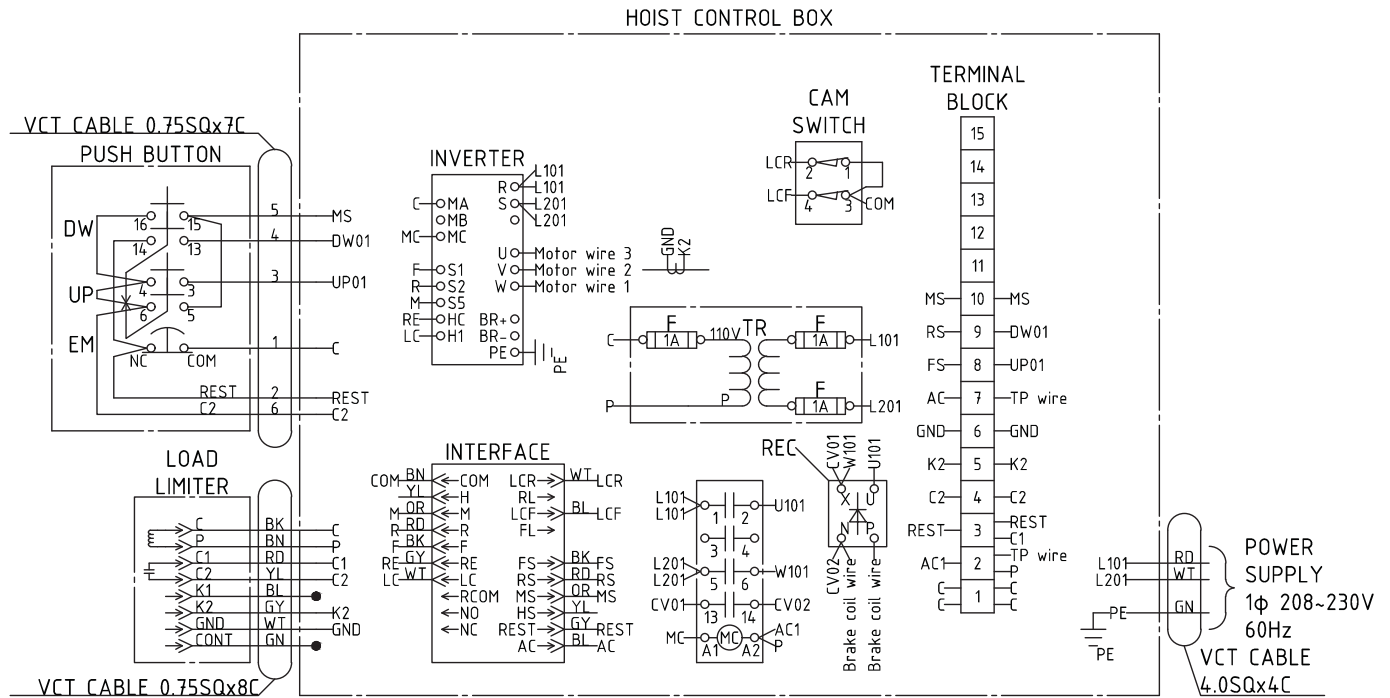 HOIST CONTROL BOX
VCT CABLE 0.75SQx7C
PUSH BUTTON
DW
16 15
14 13
UP
4 3
6 5
EM
NC COM
REST
C2
5 MS
4 DW01
3 UP01
1 C
2 REST
6 C2
LOAD
LIMITER
C BK C
P BN P
C1 RD C1
C2 YL C2
K1 BL
K2 GY K2
GND WT GND
CONT GN
VCT CABLE 0.75SQx8C
INVERTER
C MA
MB
MC MC
F S1
R S2
M S5
RE HC
LC H1
R L101
L101
S L201
L201
U Motor wire 3
V Motor wire 2
W Motor wire 1
BR+
BR-
PE
PE
GND
K2
INTERFACE
COM BN COM
YL H
M OR M
R RD R
F BK F
RE GY RE
LC WT LC
RCOM
NO
NC
LCR WT LCR
RL
LCF BL LCF
FL
FS BK FS
RS RD RS
MS OR MS
HS YL
REST GY REST
AC BL AC
CAM
SWITCH
LCR 2 1
LCF 4 3 COM
C F 1A 110V TR F 1A L101
P P F 1A L201
L101
L101 1 2 U101
3 4
L201
L201 5 6 W101
CV01 13 14 CV02
MC A1 MC A2 AC1
P
REC
CV01
W101
U101
X U
N P
CV02
Brake coil wire
Brake coil wire
TERMINAL
BLOCK
15
14
13
12
11
MS 10 MS
RS 9 DW01
FS 8 UP01
AC 7 TP wire
GND 6 GND
K2 5 K2
C2 4 C2
REST 3 REST
C1
AC1 2 TP wire
P
C 1 C
C C
L101 RD
L201 WT
PE GN
PE
POWER
SUPPLY
1ϕ 208~230V
60Hz
VCT CABLE
4.0SQx4C